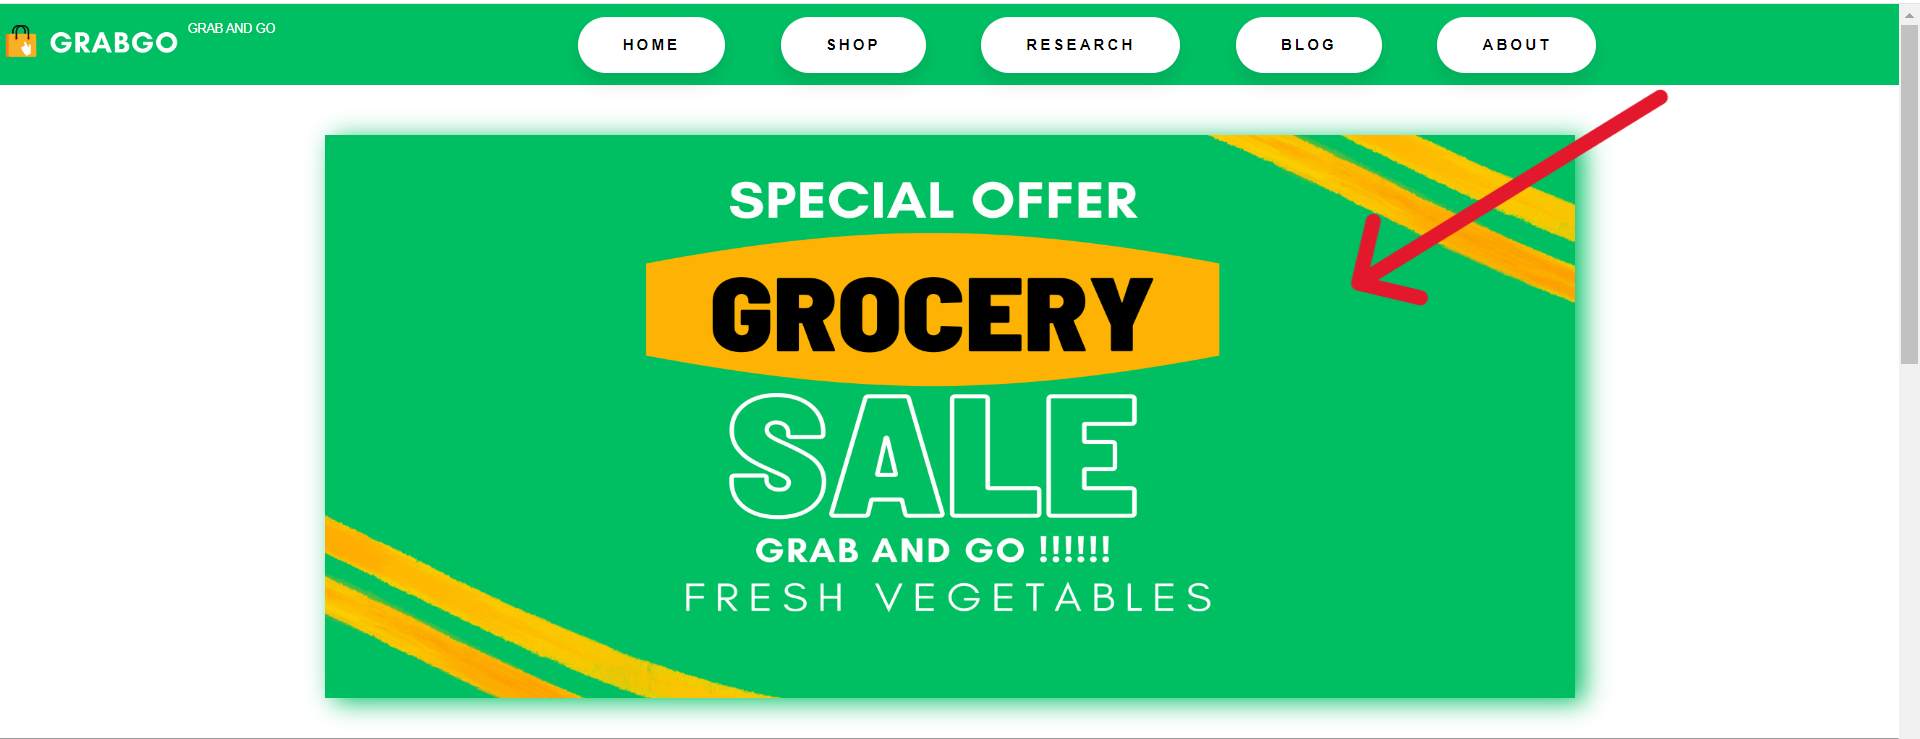 GRABGO
GRAB AND GO
HOME
SHOP
RESEARCH
BLOG
ABOUT
SPECIAL OFFER
GROCERY
SALE
GRAB AND GO !!!!!!
FRESH VEGETABLES